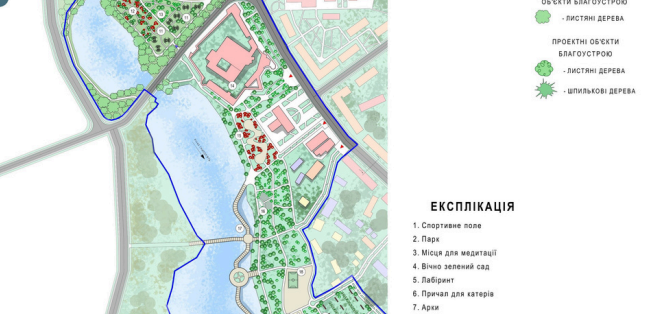 ОБ'ЄКТИ БЛАГОУСТРОЮ
- ЛИСТЯНІ ДЕРЕВА
ПРОЕКТНІ ОБ'ЄКТИ
БЛАГОУСТРОЮ
- ЛИСТЯНІ ДЕРЕВА
- ШПИЛЬКОВІ ДЕРЕВА
ЕКСПЛІКАЦІЯ
1. Спортивне поле
2. Парк
3. Місця для медитації
4. Вічно зелений сад
5. Лабіринт
6. Причал для катерів
7. Арки